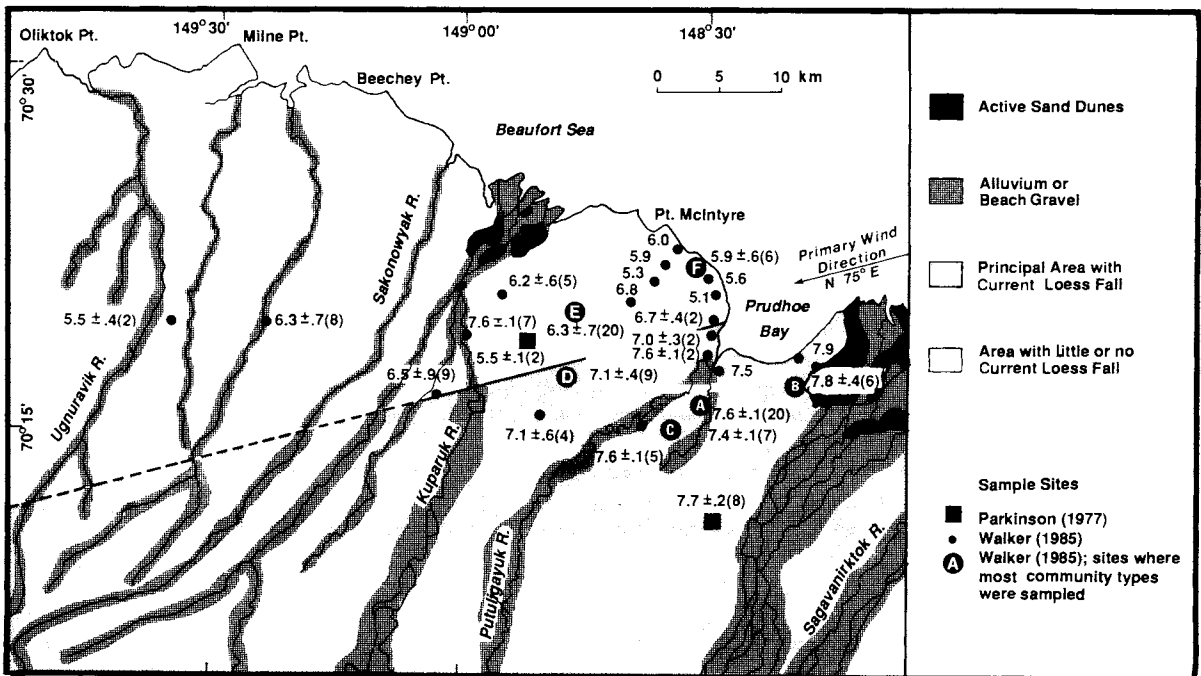 149° 30'
149° 00'
148° 30'
Oliktok Pt.
Milne Pt.
Beechey Pt.
70° 30'
0 5 10 km
Beaufort Sea
Pt. McIntyre
Primary Wind
Direction
N 75° E
Sakonowyak R.
6.0
5.9
F
5.9 ±.6(6)
5.3
5.6
6.8
5.1
Prudhoe
Bay
6.2 ±.6(5)
E
6.3 ±.7(20)
6.7 ±.4(2)
5.5 ±.4(2)
6.3 ±.7(8)
7.6 ±.1(7)
7.0 ±.3(2)
7.6 ±.1(2)
5.5 ±.1(2)
7.9
7.5
6.5 ±.9(9)
D
7.1 ±.4(9)
B
7.8 ±.4(6)
Ugnuravik R.
70° 15'
A
7.6 ±.1(20)
7.1 ±.6(4)
C
7.4 ±.1(7)
Kuparuk R.
7.6 ±.1(5)
7.7 ±.2(8)
Putuligayuk R.
Sagavanirktok R.
Active Sand Dunes
Alluvium or
Beach Gravel
Principal Area with
Current Loess Fall
Area with little or no
Current Loess Fall
Sample Sites
Parkinson (1977)
Walker (1985)
A Walker (1985); sites where
most community types
were sampled